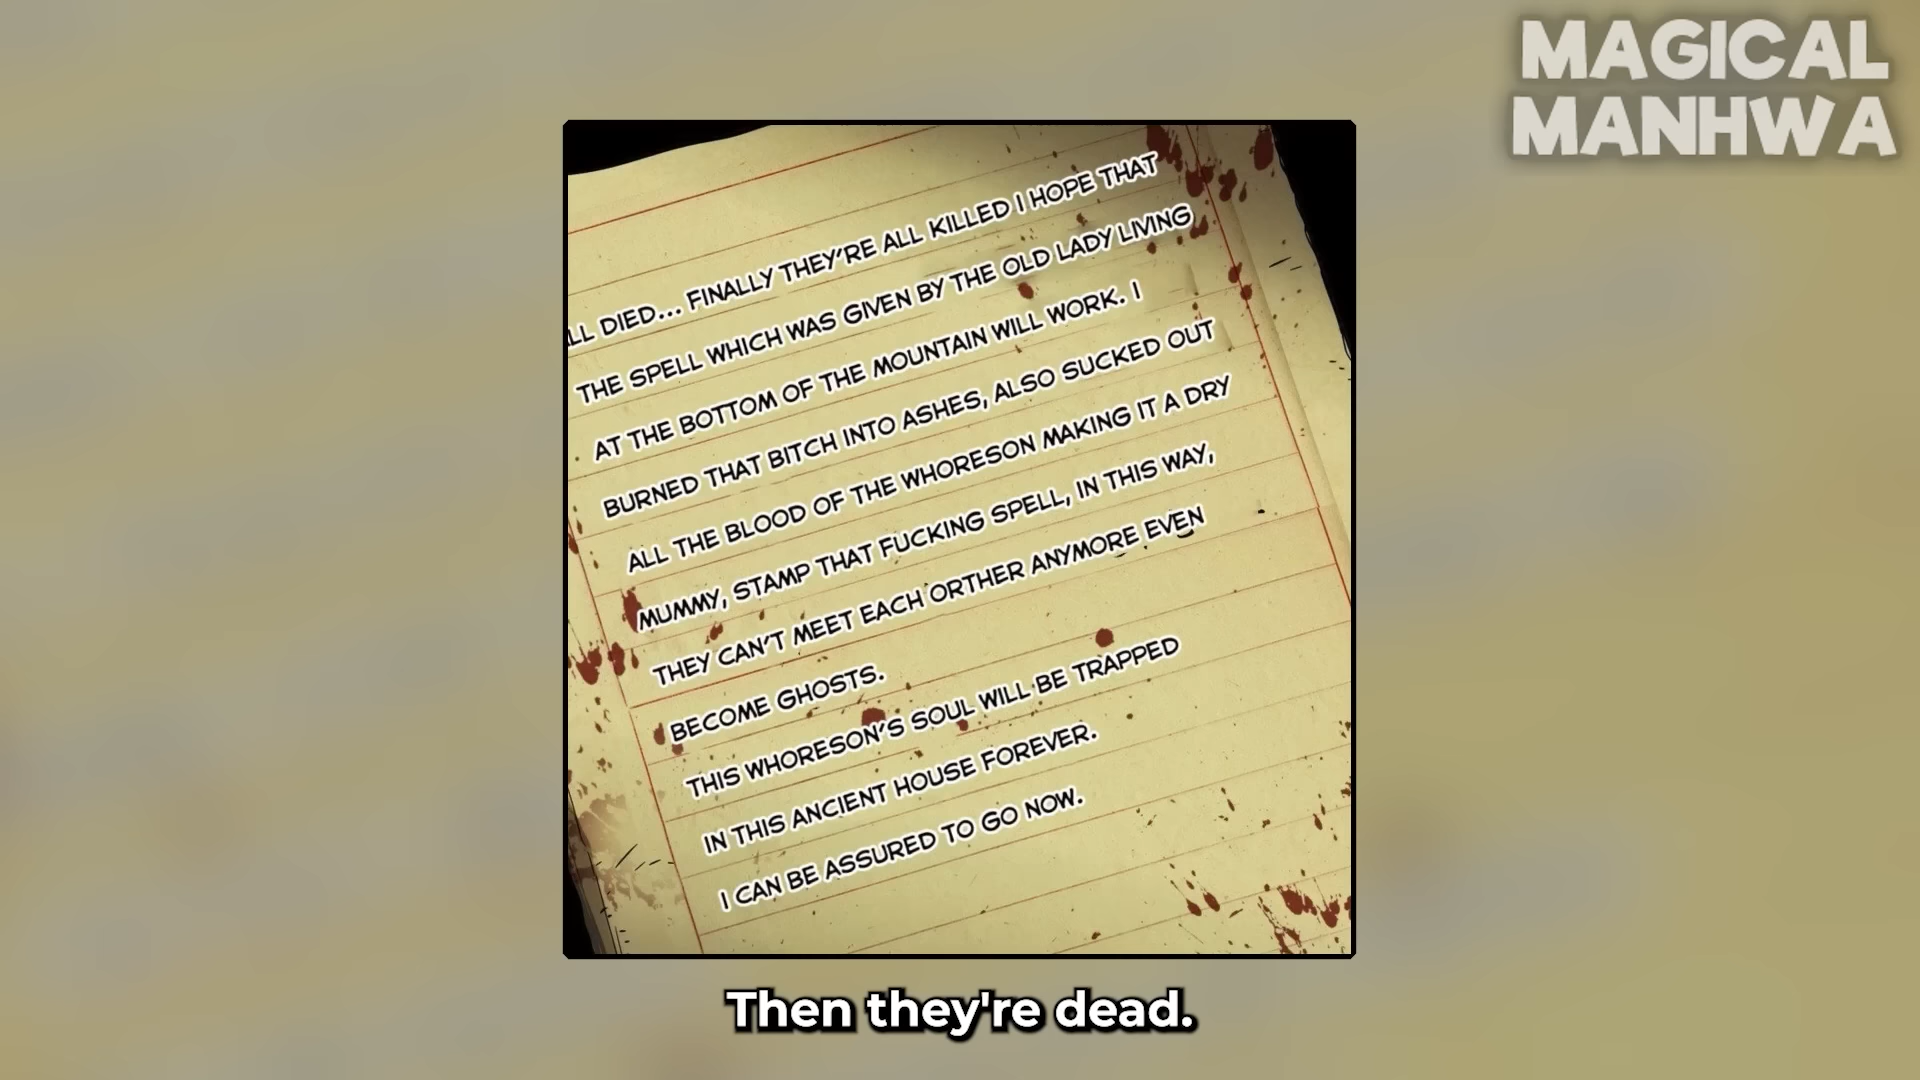 MAGICAL
MANHWA
LL DIED... FINALLY THEY'RE ALL KILLED I HOPE THAT
THE SPELL WHICH WAS GIVEN BY THE OLD LADY LIVING
AT THE BOTTOM OF THE MOUNTAIN WILL WORK. I
BURNED THAT BITCH INTO ASHES, ALSO SUCKED OUT
ALL THE BLOOD OF THE WHORESON MAKING IT A DRY
MUMMY, STAMP THAT FUCKING SPELL, IN THIS WAY,
THEY CAN'T MEET EACH ORTHER ANYMORE EVEN
BECOME GHOSTS.
THIS WHORESON'S SOUL WILL BE TRAPPED
IN THIS ANCIENT HOUSE FOREVER.
I CAN BE ASSURED TO GO NOW.
Then they're dead.